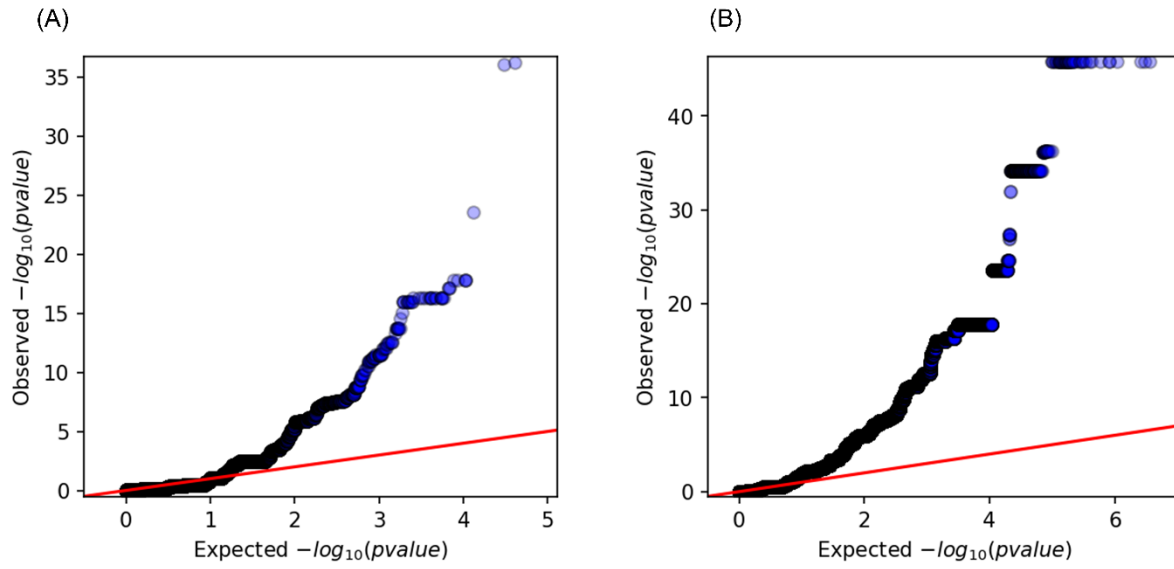 (A)
(B)
Observed −log₁₀(pvalue)
35
30
25
20
15
10
5
0
0 1 2 3 4 5
Expected −log₁₀(pvalue)
Observed −log₁₀(pvalue)
40
30
20
10
0
0 2 4 6
Expected −log₁₀(pvalue)